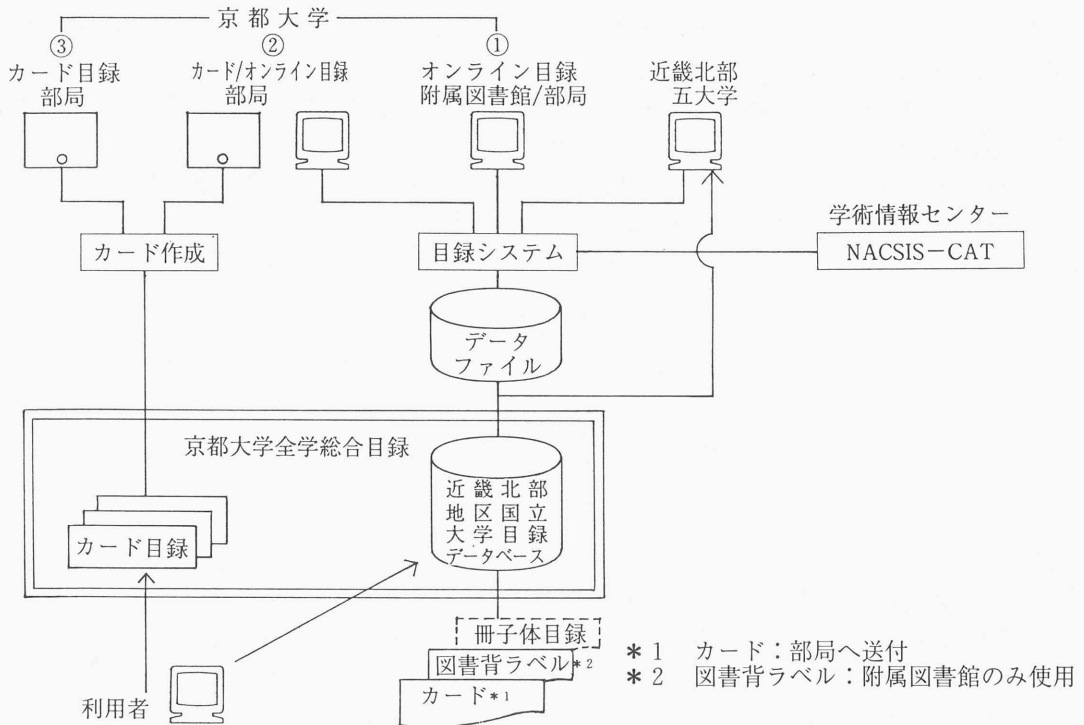 京都大学
③
カード目録
部局
②
カード/オンライン目録
部局
①
オンライン目録
附属図書館/部局
近畿北部
五大学
カード作成
目録システム
学術情報センター
NACSIS-CAT
データ
ファイル
京都大学全学総合目録
カード目録
近畿北部
地区国立
大学目録
データベース
冊子体目録
図書背ラベル*2
カード*1
利用者
*1 カード：部局へ送付
*2 図書背ラベル：附属図書館のみ使用